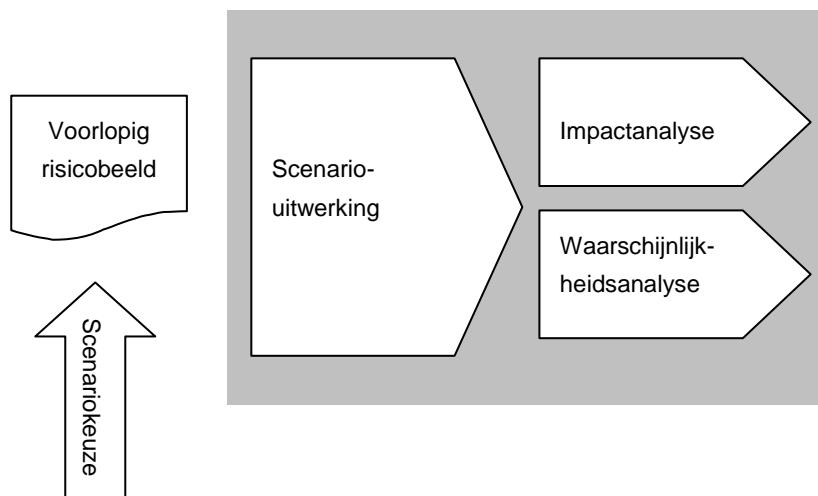 Voorlopig
risicobeeld
Scenariokeuze
Scenario-
uitwerking
Impactanalyse
Waarschijnlijk-
heidsanalyse